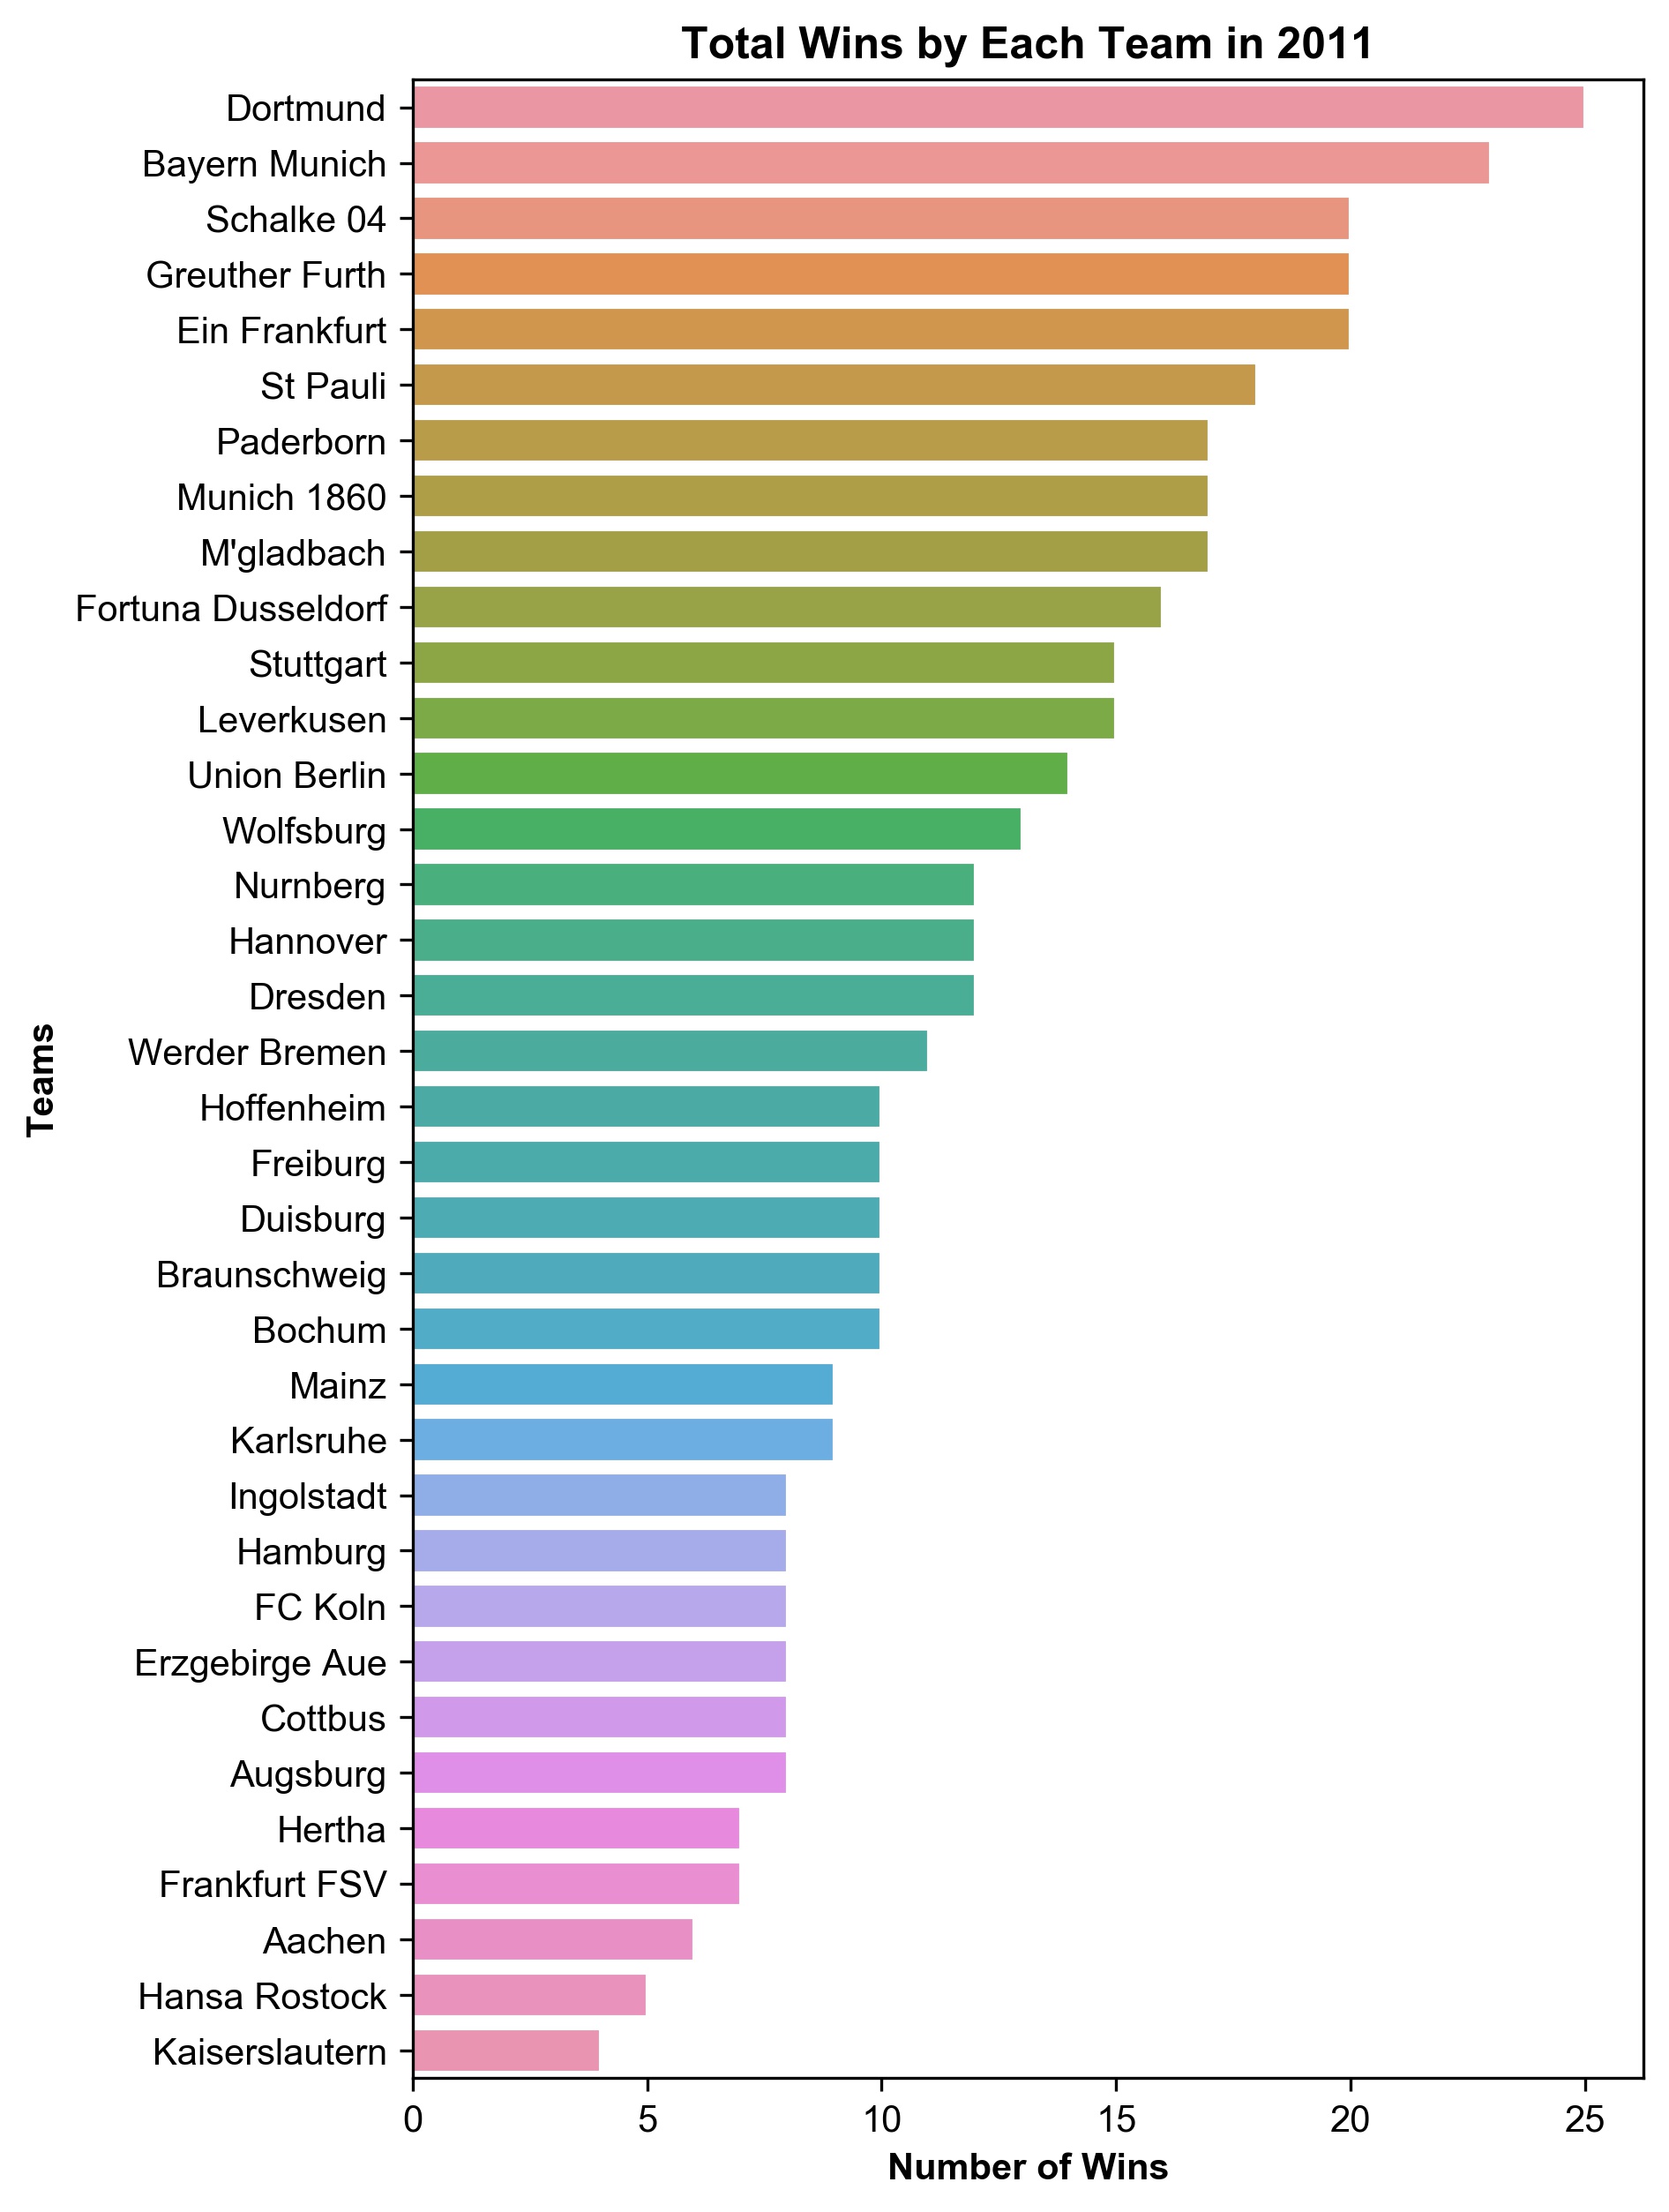 Total Wins by Each Team in 2011
Dortmund
Bayern Munich
Schalke 04
Greuther Furth
Ein Frankfurt
St Pauli
Paderborn
Munich 1860
M'gladbach
Fortuna Dusseldorf
Stuttgart
Leverkusen
Union Berlin
Wolfsburg
Nurnberg
Hannover
Dresden
Werder Bremen
Hoffenheim
Freiburg
Duisburg
Braunschweig
Bochum
Mainz
Karlsruhe
Ingolstadt
Hamburg
FC Koln
Erzgebirge Aue
Cottbus
Augsburg
Hertha
Frankfurt FSV
Aachen
Hansa Rostock
Kaiserslautern
Teams
0 5 10 15 20 25
Number of Wins